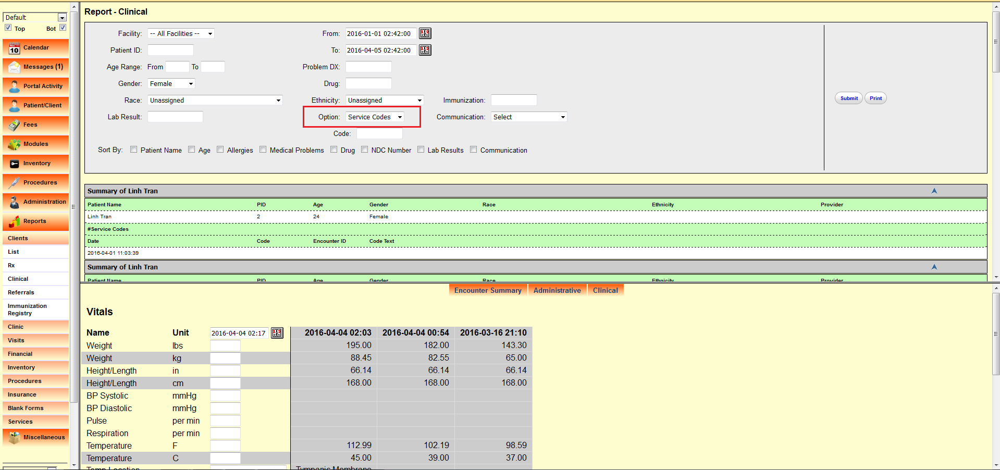 Default
Top Bot
Calendar
Messages (1)
Portal Activity
Patient/Client
Fees
Modules
Inventory
Procedures
Administration
Reports
Clients
List
Rx
Clinical
Referrals
Immunization
Registry
Clinic
Visits
Financial
Inventory
Procedures
Insurance
Blank Forms
Services
Miscellaneous
Report - Clinical
Facility: -- All Facilities -- From: 2016-01-01 02:42:00
Patient ID: To: 2016-04-05 02:42:00
Age Range: From To Problem DX:
Gender: Female Drug:
Race: Unassigned Ethnicity: Unassigned Immunization:
Lab Result: Option: Service Codes Communication: Select
Code:
Sort By: Patient Name Age Allergies Medical Problems Drug NDC Number Lab Results Communication
Submit Print
Summary of Linh Tran
Patient Name PID Age Gender Race Ethnicity Provider
Linh Tran 2 24 Female
#Service Codes
Date Code Encounter ID Code Text
2016-04-01 11:03:39
Summary of Linh Tran
Patient Name PID Age Gender Race Ethnicity Provider
Encounter Summary Administrative Clinical
Vitals
Name Unit 2016-04-04 02:17 2016-04-04 02:03 2016-04-04 00:54 2016-03-16 21:10
Weight lbs 195.00 182.00 143.30
Weight kg 88.45 82.55 65.00
Height/Length in 66.14 66.14 66.14
Height/Length cm 168.00 168.00 168.00
BP Systolic mmHg
BP Diastolic mmHg
Pulse per min
Respiration per min
Temperature F 112.99 102.19 98.59
Temperature C 45.00 39.00 37.00
Temp Location Tympanic Membrane